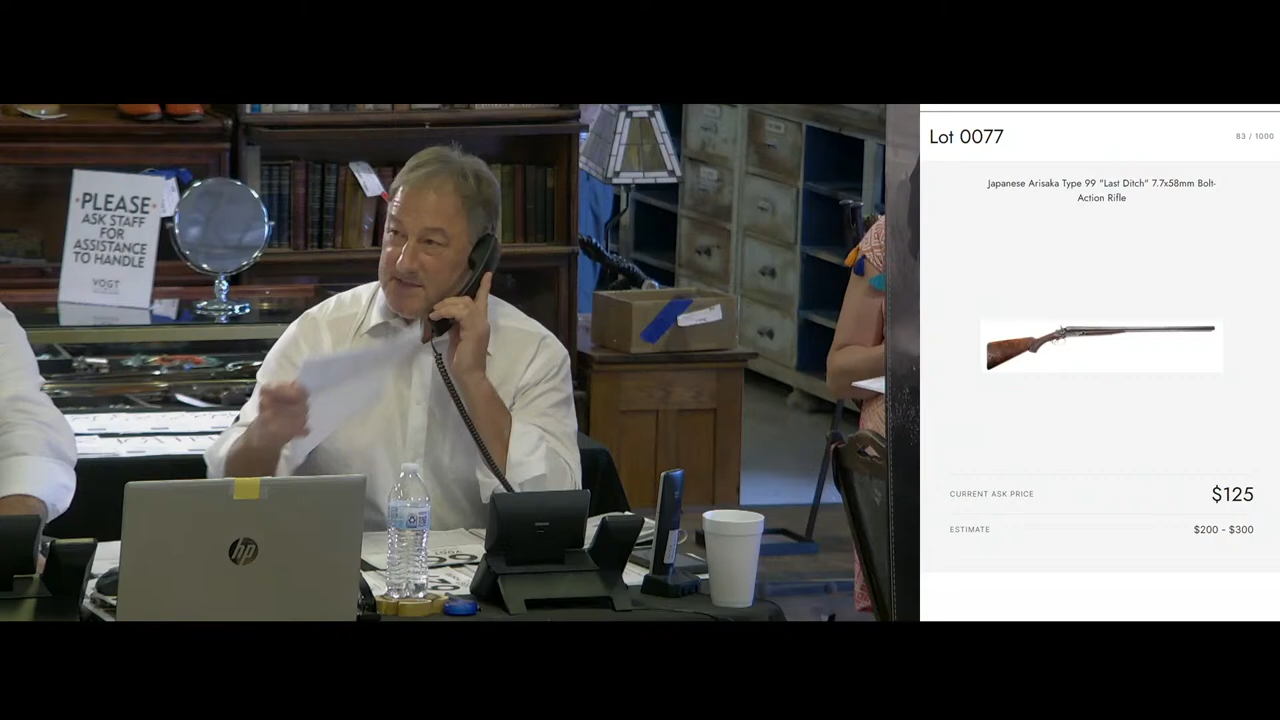 PLEASE
ASK STAFF
FOR
ASSISTANCE
TO HANDLE
VOGT
hp
VOGT
Lot 0077
83 / 1000
Japanese Arisaka Type 99 "Last Ditch" 7.7x58mm Bolt-
Action Rifle
CURRENT ASK PRICE
$125
ESTIMATE
$200 - $300